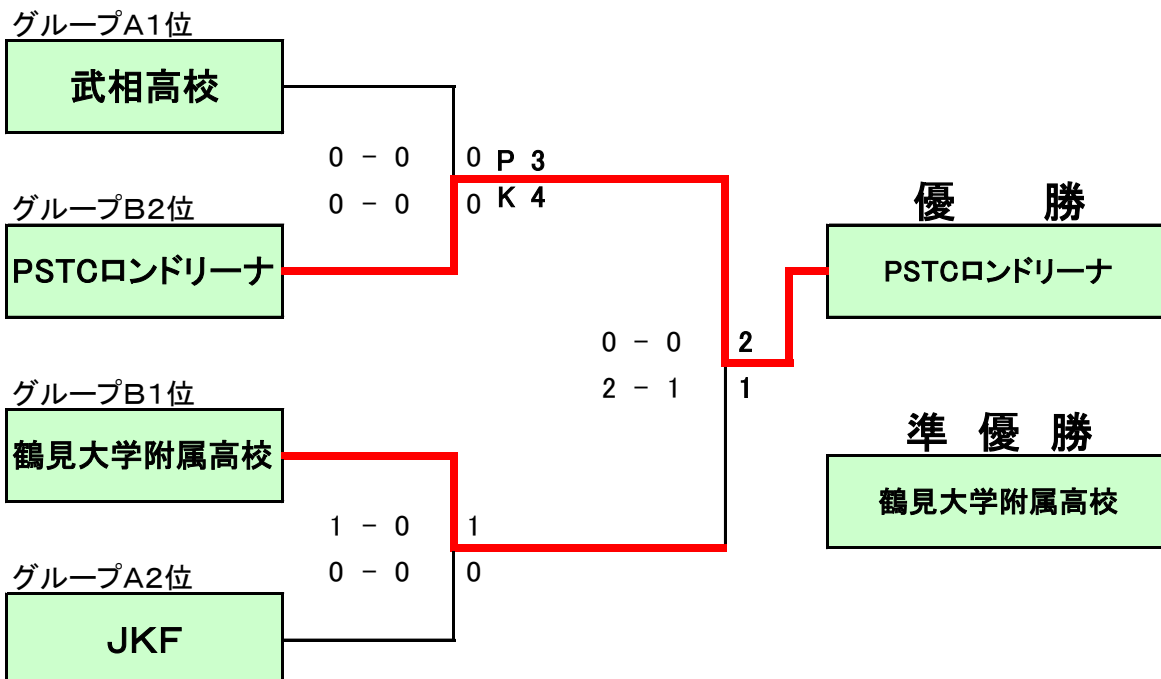 グループA1位
武相高校
0 - 0 0 P 3
0 - 0 0 K 4
グループB2位
PSTCロンドリーナ
優 勝
PSTCロンドリーナ
0 - 0 2
2 - 1 1
グループB1位
鶴見大学附属高校
準 優 勝
鶴見大学附属高校
1 - 0 1
0 - 0 0
グループA2位
JKF